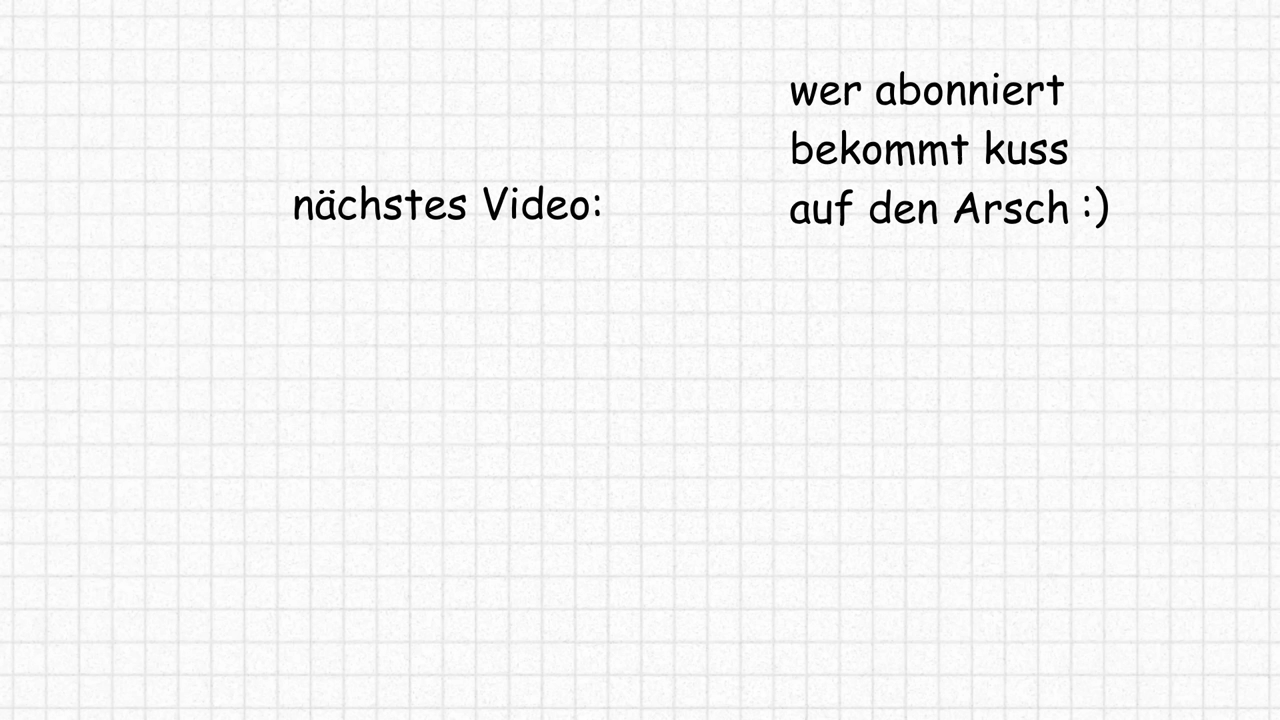 nächstes Video:
wer abonniert
bekommt kuss
auf den Arsch :)